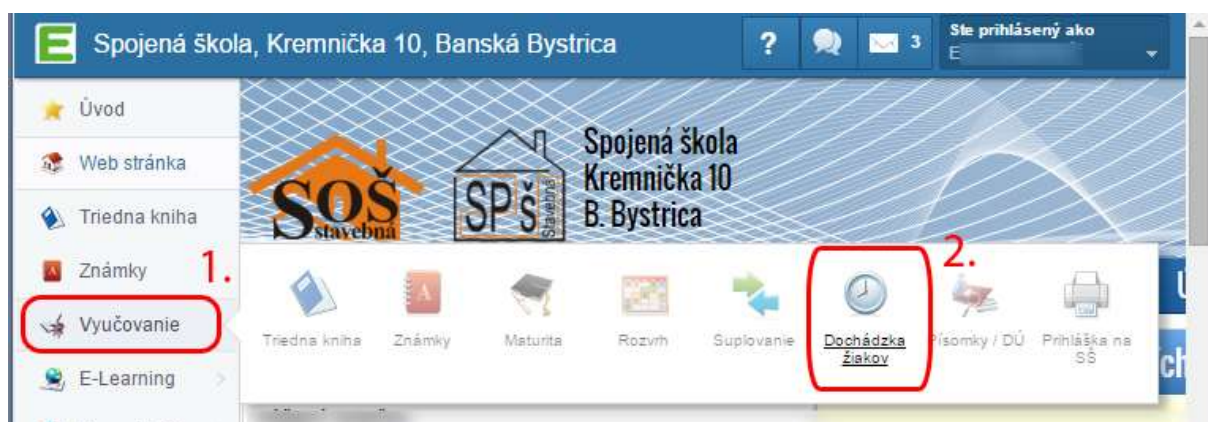 E Spojená škola, Kremnička 10, Banská Bystrica ? 3
Ste prihlásený ako
E
Úvod
Web stránka
Triedna kniha
Známky
Vyučovanie
E-Learning
SOŠ
stavebná
SPŠ
Stavebná
Spojená škola
Kremnička 10
B. Bystrica
1.
2.
Triedna kniha
Známky
Maturita
Rozvrh
Suplovanie
Dochádzka
žiakov
Písomky / DÚ
Prihláška na
SŠ